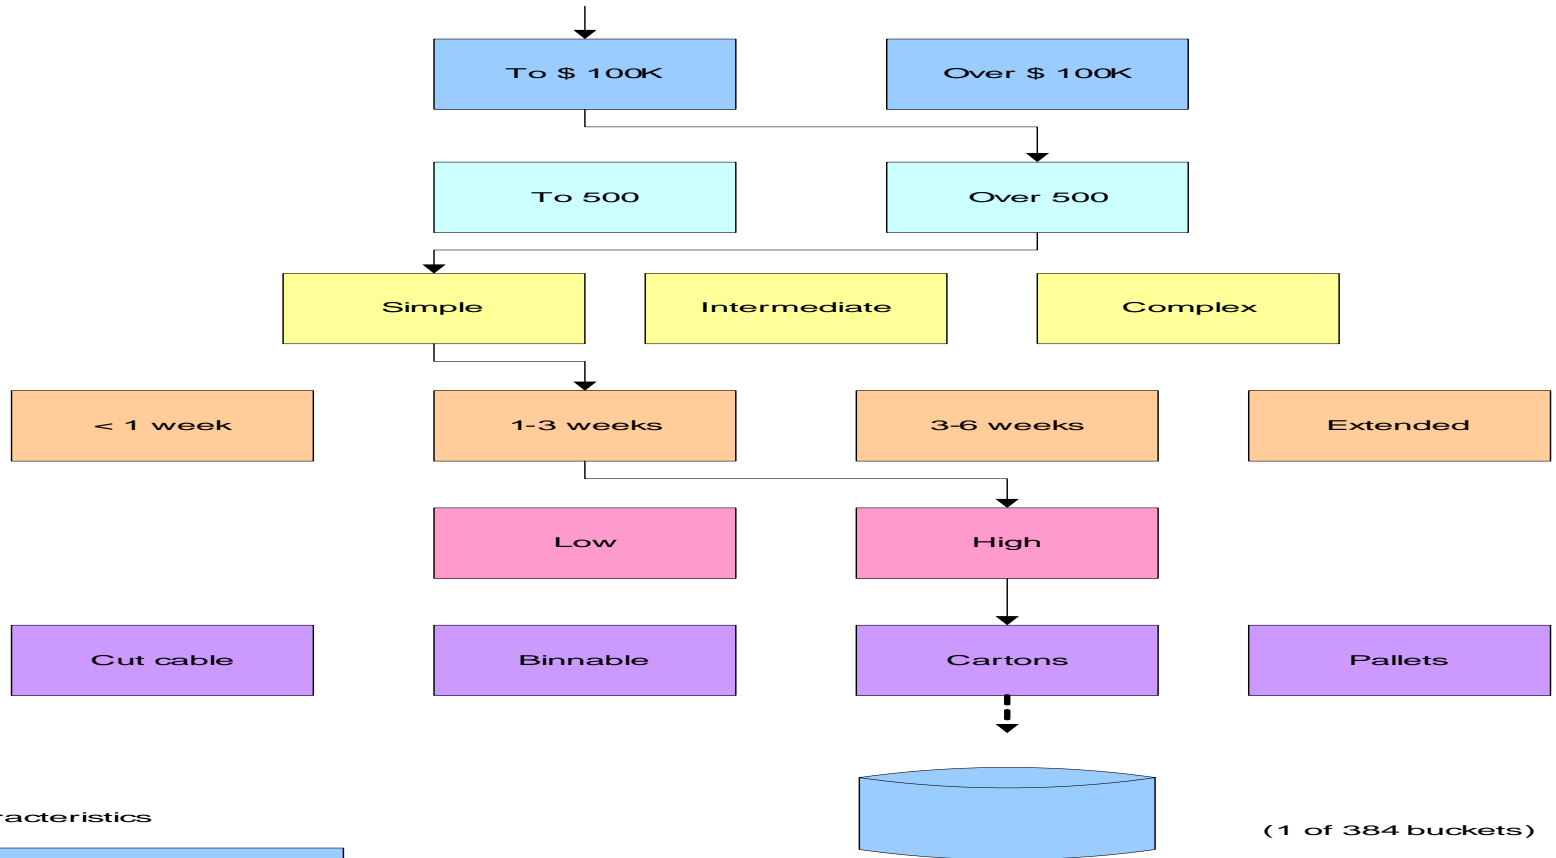 To $ 100K
Over $ 100K
To 500
Over 500
Simple
Intermediate
Complex
< 1 week
1-3 weeks
3-6 weeks
Extended
Low
High
Cut cable
Binnable
Cartons
Pallets
racteristics
(1 of 384 buckets)